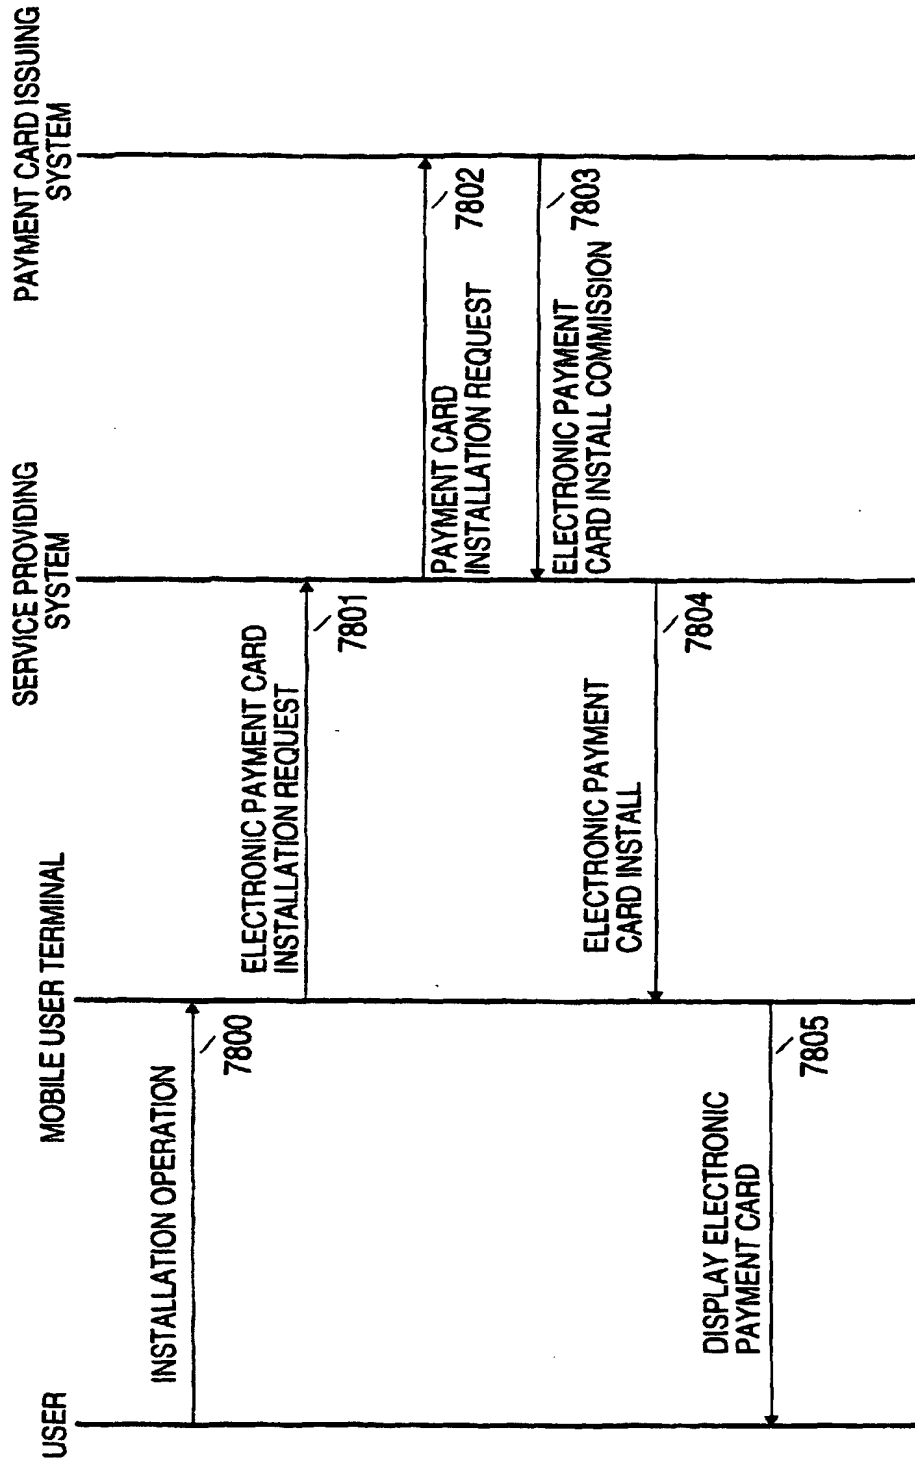 USER
MOBILE USER TERMINAL
SERVICE PROVIDING
SYSTEM
PAYMENT CARD ISSUING
SYSTEM
INSTALLATION OPERATION
7800
ELECTRONIC PAYMENT CARD
INSTALLATION REQUEST
7801
PAYMENT CARD
INSTALLATION REQUEST
7802
ELECTRONIC PAYMENT
CARD INSTALL COMMISSION
7803
ELECTRONIC PAYMENT
CARD INSTALL
7804
DISPLAY ELECTRONIC
PAYMENT CARD
7805